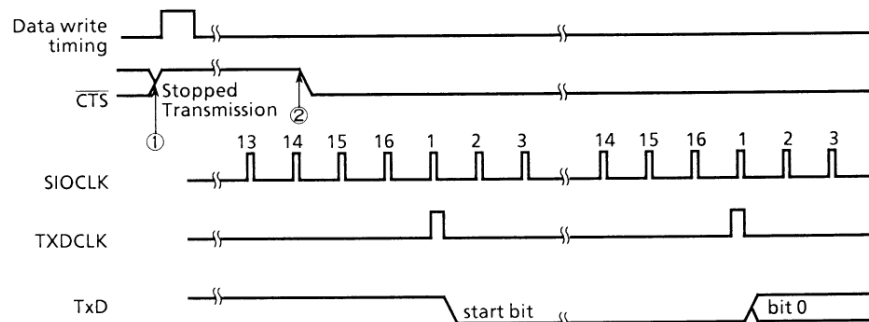 Data write
timing
CTS
Stopped
Transmission
①
②
13 14 15 16 1 2 3 14 15 16 1 2 3
SIOCLK
TXDCLK
TxD
start bit
bit 0